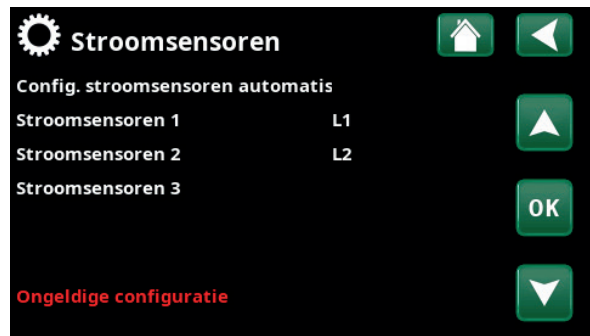 Stroomsensoren
Config. stroomsensoren automatis
Stroomsensoren 1 L1
Stroomsensoren 2 L2
Stroomsensoren 3
OK
Ongeldige configuratie